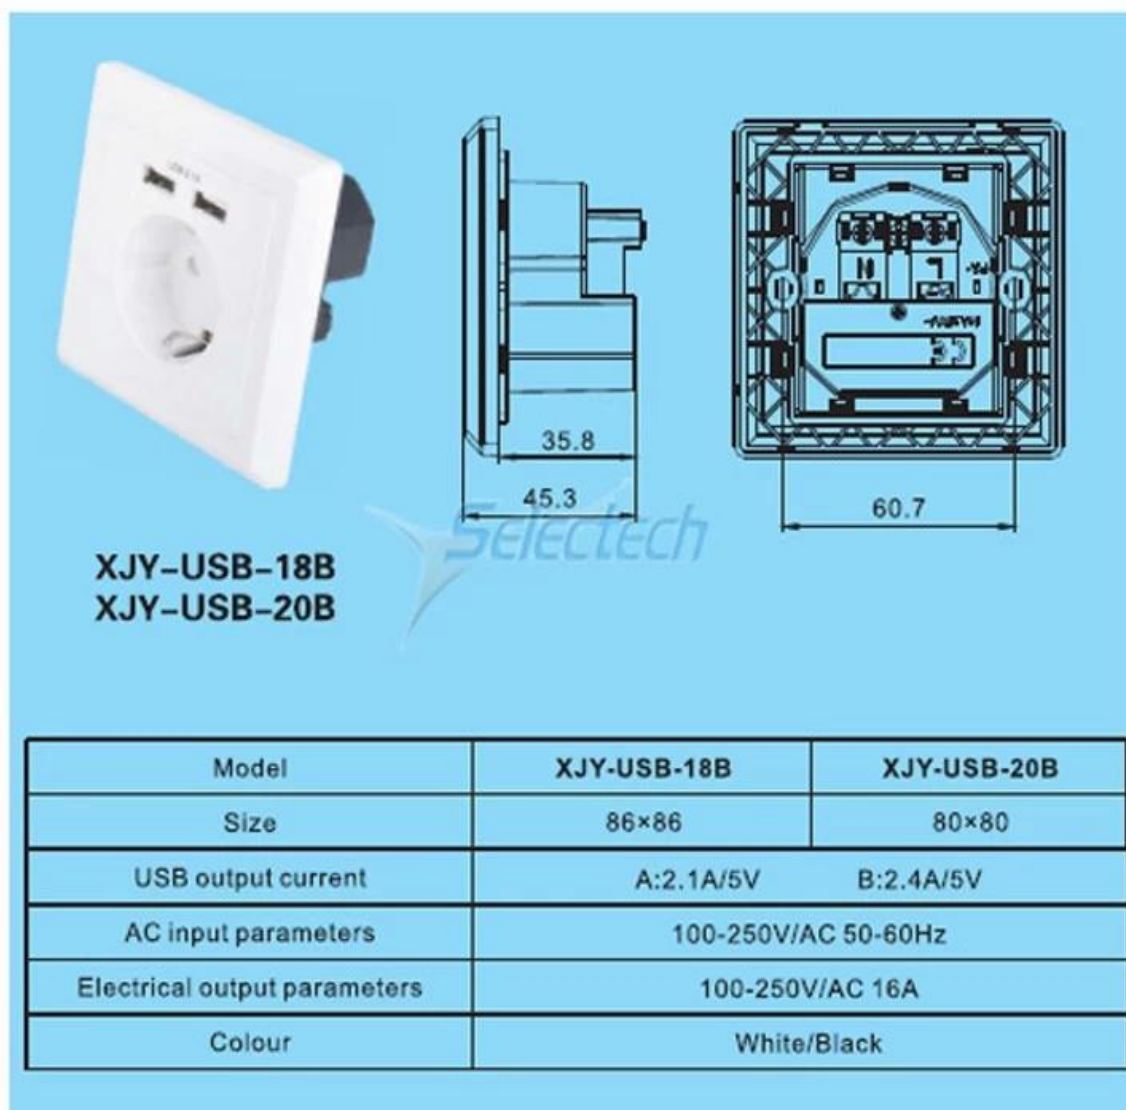 35.8
45.3
60.7
N
L
Selectech
XJY-USB-18B
XJY-USB-20B
Model XJY-USB-18B XJY-USB-20B
Size 86×86 80×80
USB output current A:2.1A/5V B:2.4A/5V
AC input parameters 100-250V/AC 50-60Hz
Electrical output parameters 100-250V/AC 16A
Colour White/Black